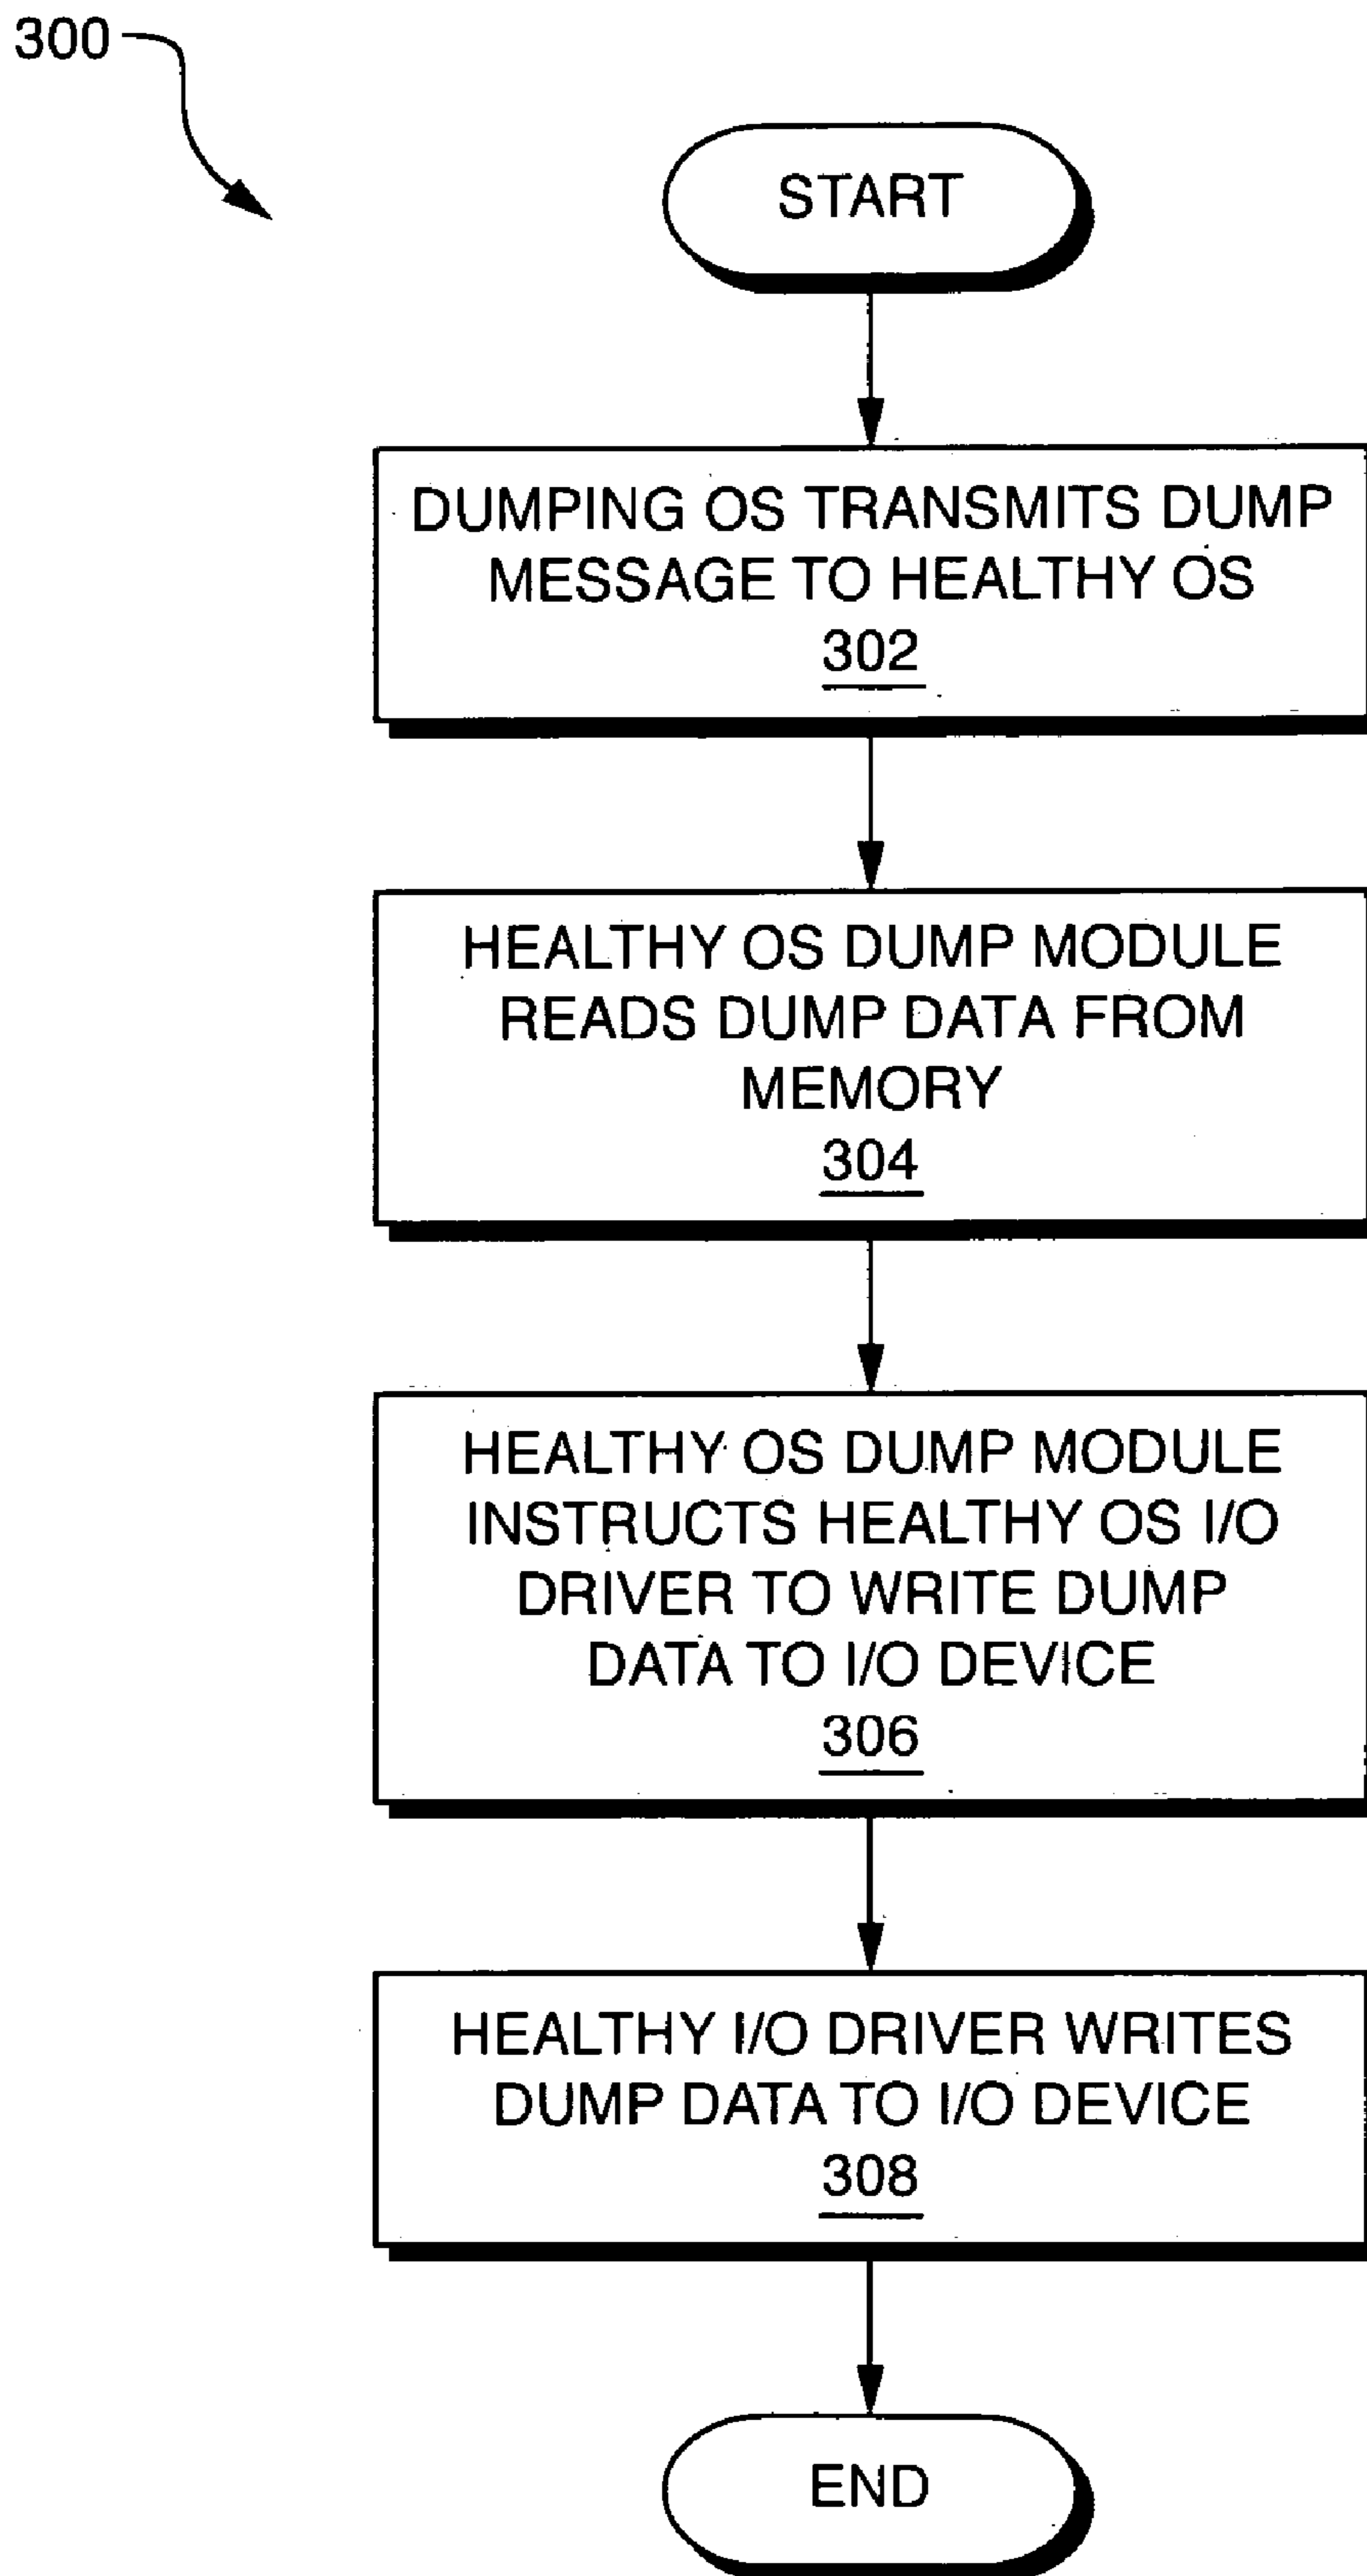 300
START
DUMPING OS TRANSMITS DUMP
MESSAGE TO HEALTHY OS
302
HEALTHY OS DUMP MODULE
READS DUMP DATA FROM
MEMORY
304
HEALTHY OS DUMP MODULE
INSTRUCTS HEALTHY OS I/O
DRIVER TO WRITE DUMP
DATA TO I/O DEVICE
306
HEALTHY I/O DRIVER WRITES
DUMP DATA TO I/O DEVICE
308
END